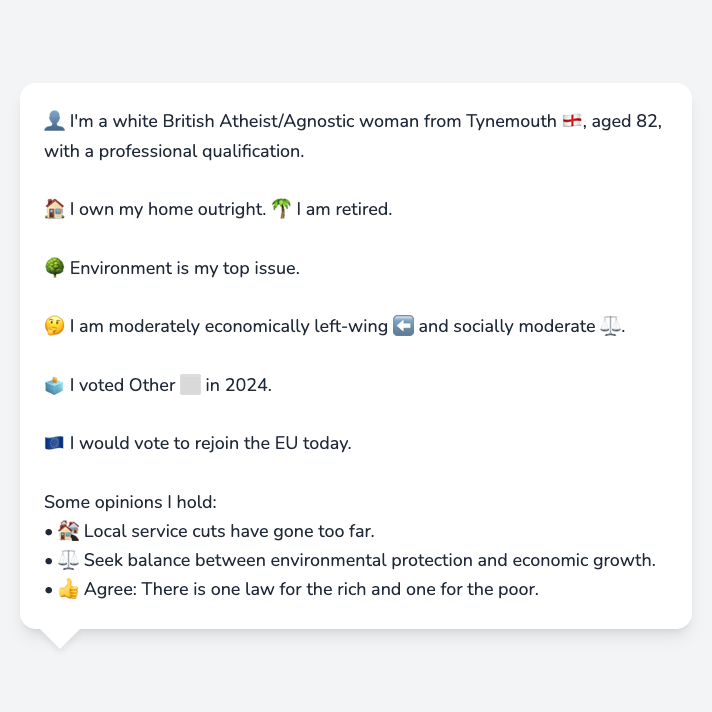 👤 I'm a white British Atheist/Agnostic woman from Tynemouth 🏴󠁧󠁢󠁥󠁮󠁧󠁿, aged 82,
with a professional qualification.
🏠 I own my home outright. 🌴 I am retired.
🌳 Environment is my top issue.
🤔 I am moderately economically left-wing ⬅️ and socially moderate ⚖️.
🗳️ I voted Other ⬜ in 2024.
🇪🇺 I would vote to rejoin the EU today.
Some opinions I hold:
• 🏘️ Local service cuts have gone too far.
• ⚖️ Seek balance between environmental protection and economic growth.
• 👍 Agree: There is one law for the rich and one for the poor.